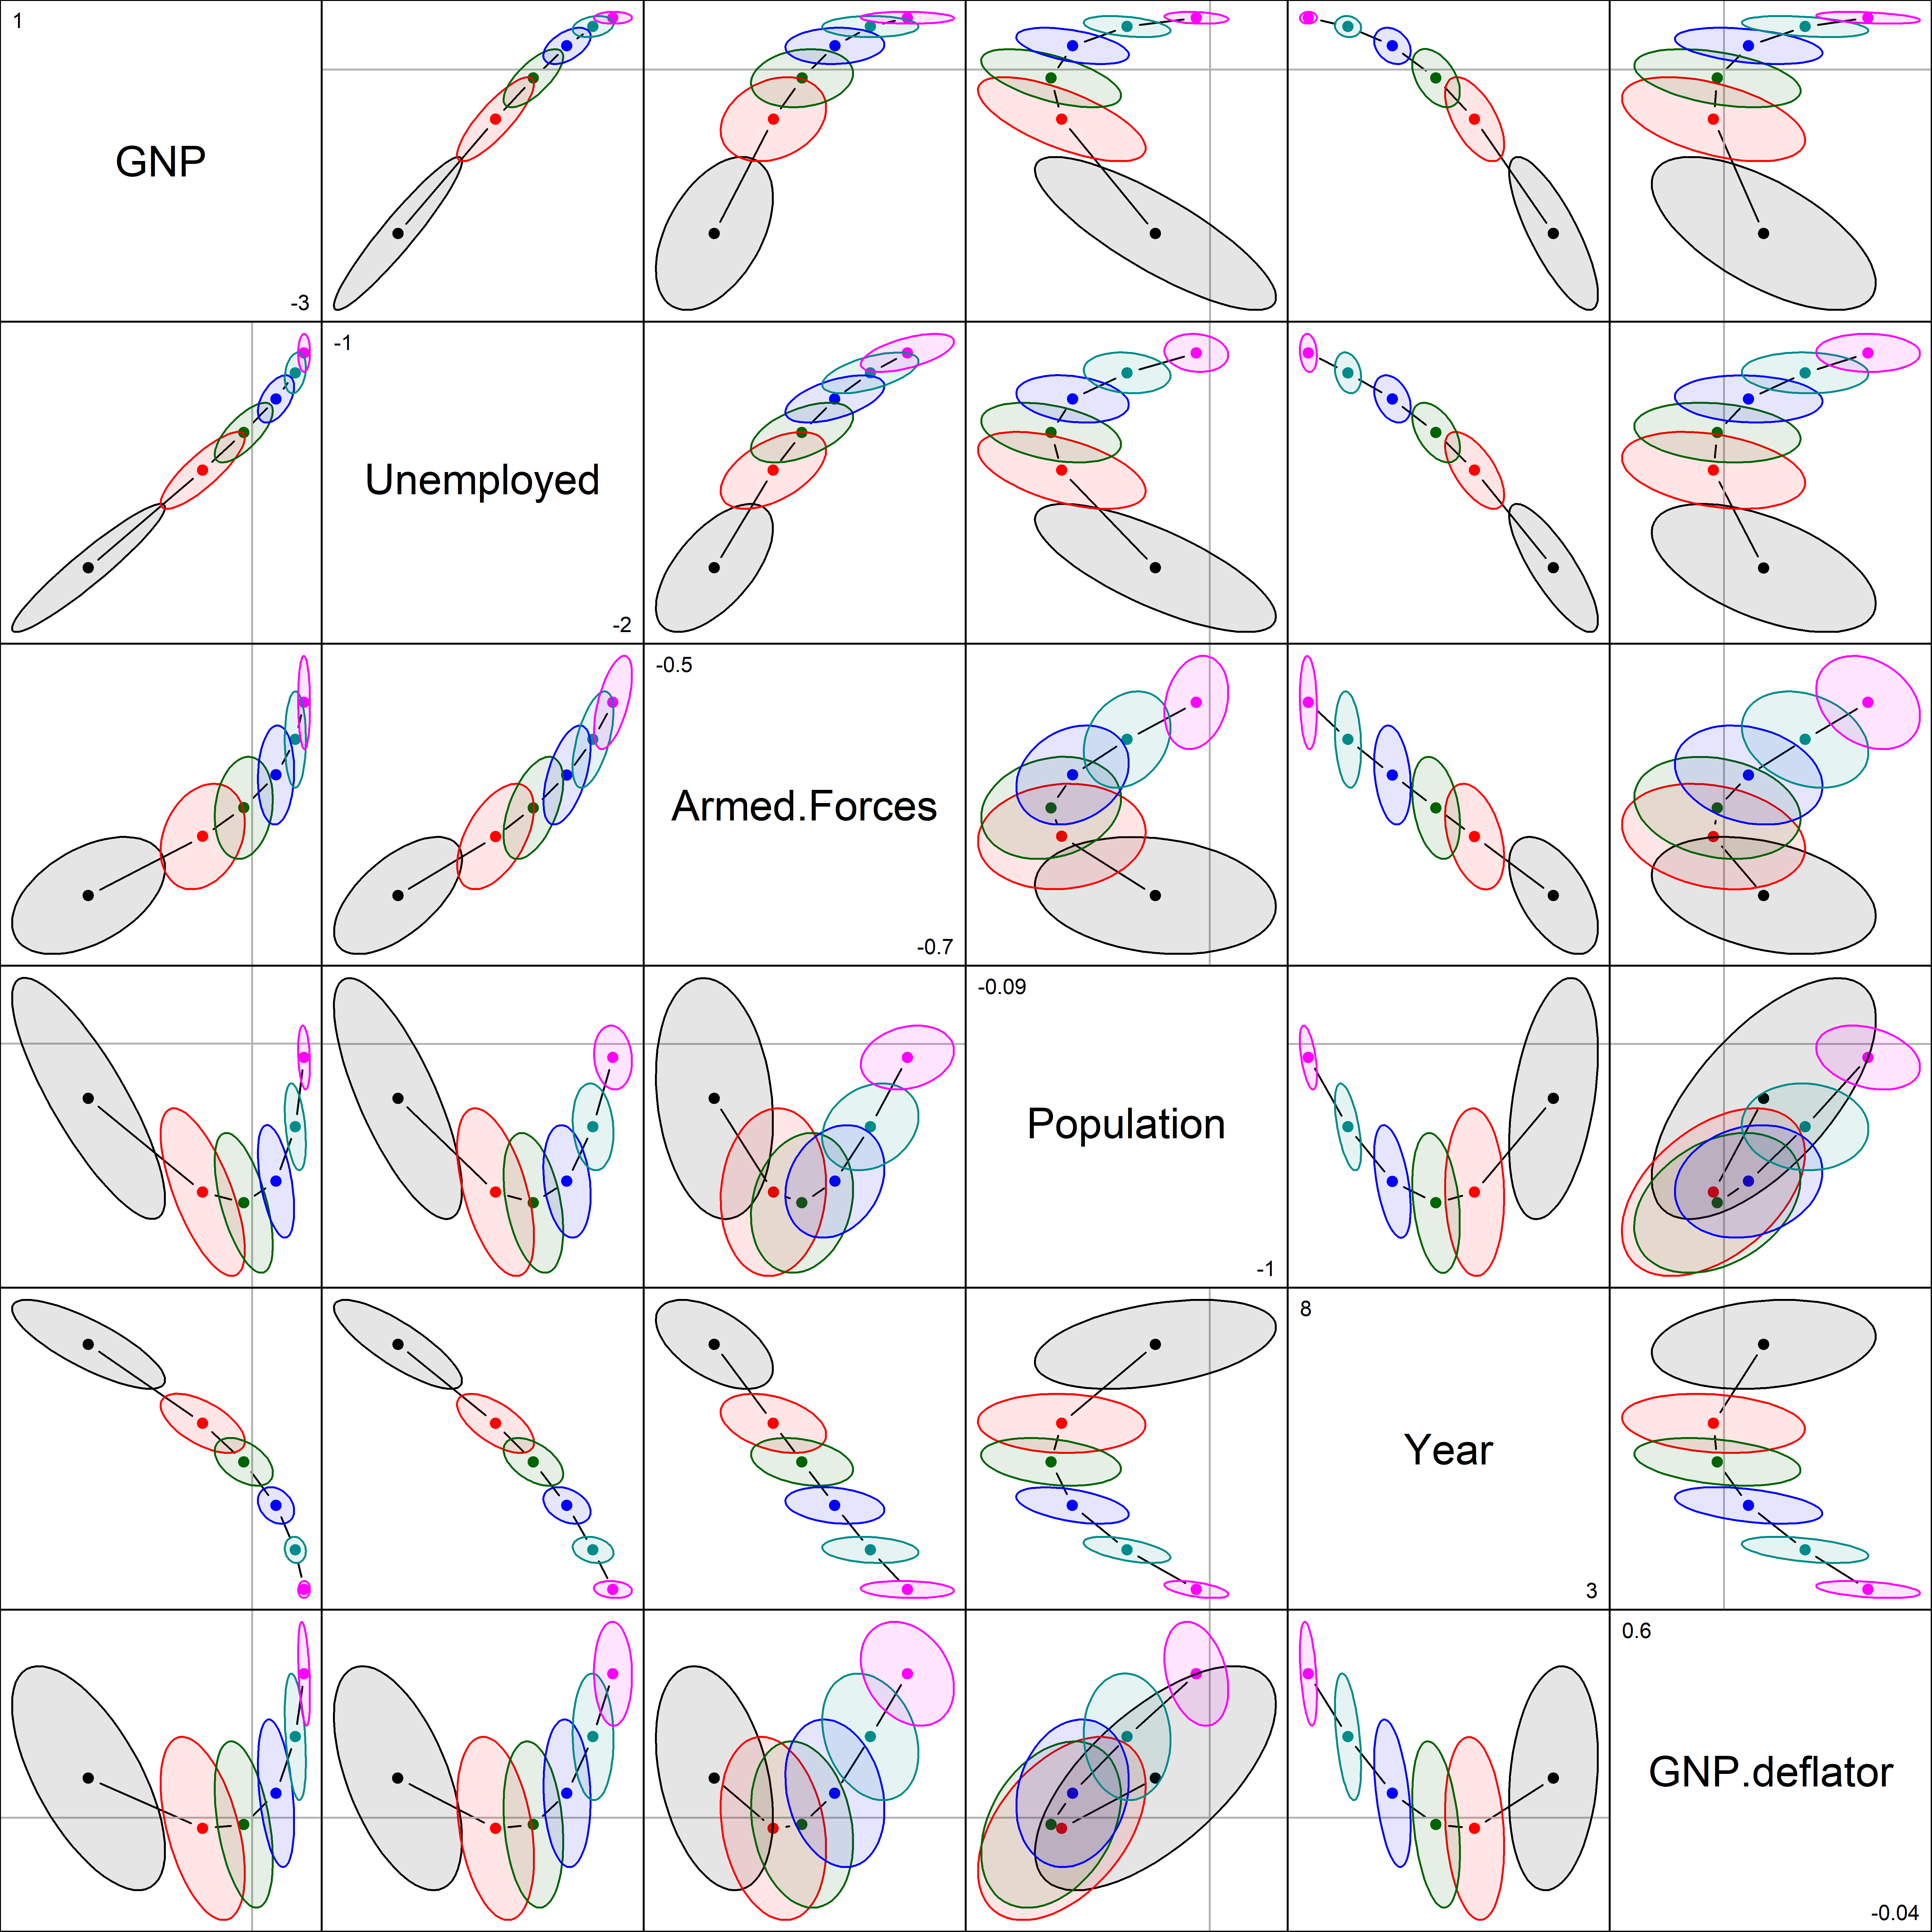 1
GNP
-3
-1
Unemployed
-2
-0.5
Armed.Forces
-0.7
-0.09
Population
-1
8
Year
3
0.6
GNP.deflator
-0.04